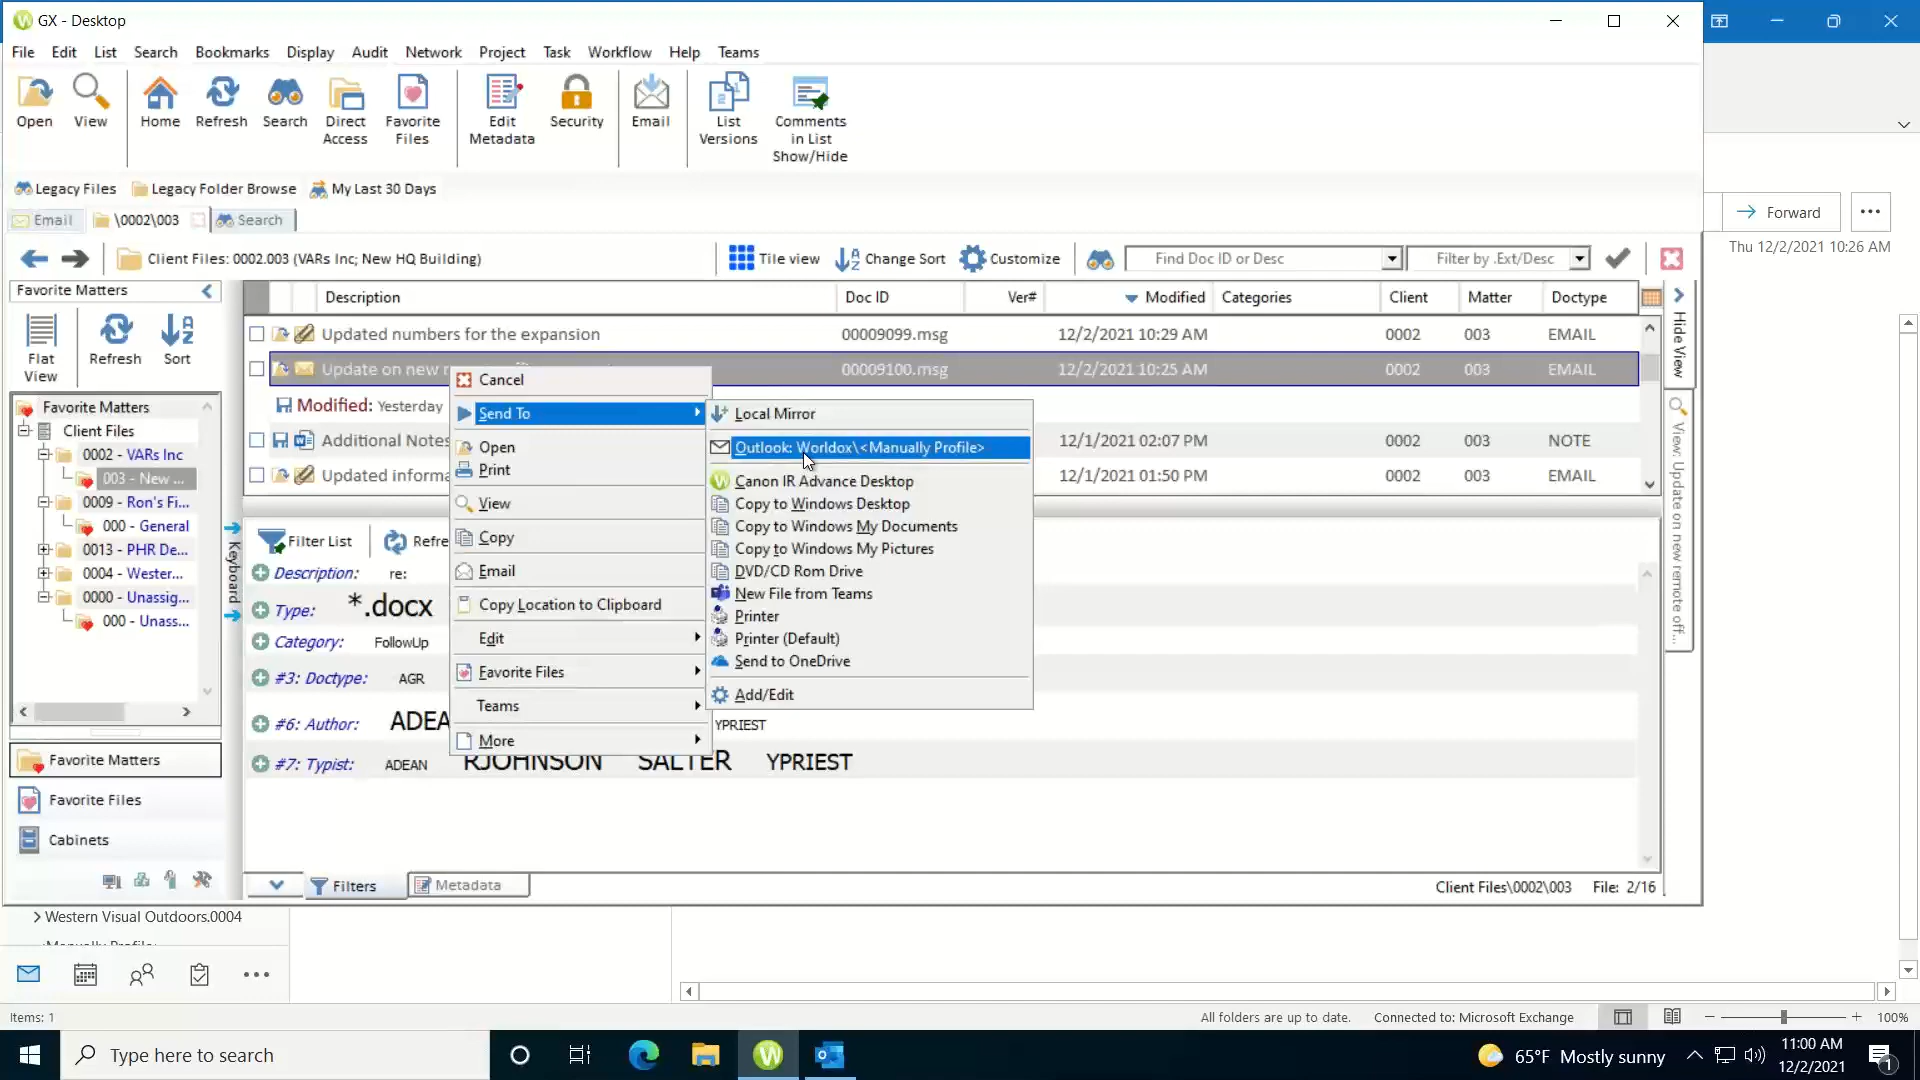 GX - Desktop
File Edit List Search Bookmarks Display Audit Network Project Task Workflow Help Teams
Open
View
Home
Refresh
Search
Direct
Access
Favorite
Files
Edit
Metadata
Security
Email
List
Versions
Comments
in List
Show/Hide
Legacy Files Legacy Folder Browse My Last 30 Days
Email \0002\003 Search
Forward
Thu 12/2/2021 10:26 AM
Client Files: 0002.003 (VARs Inc; New HQ Building)
Tile view Change Sort Customize Find Doc ID or Desc Filter by .Ext/Desc
Favorite Matters
Flat
View
Refresh
Sort
Favorite Matters
Client Files
0002 - VARs Inc
003 - New ...
0009 - Ron's Fi...
000 - General
0013 - PHR De...
0004 - Wester...
0000 - Unassig...
000 - Unass...
Favorite Matters
Favorite Files
Cabinets
Keyboard
Description Doc ID Ver# Modified Categories Client Matter Doctype
Updated numbers for the expansion 00009099.msg 12/2/2021 10:29 AM 0002 003 EMAIL
Update on new 00009100.msg 12/2/2021 10:25 AM 0002 003 EMAIL
Modified: Yesterday
Additional Notes 12/1/2021 02:07 PM 0002 003 NOTE
Updated informa 12/1/2021 01:50 PM 0002 003 EMAIL
Hide View
View: Update on new remote off...
Cancel
Send To
Open
Print
View
Copy
Email
Copy Location to Clipboard
Edit
Favorite Files
Teams
More
Local Mirror
Outlook: Worldox\<Manually Profile>
Canon IR Advance Desktop
Copy to Windows Desktop
Copy to Windows My Documents
Copy to Windows My Pictures
DVD/CD Rom Drive
New File from Teams
Printer
Printer (Default)
Send to OneDrive
Add/Edit
Filter List Refre
Description: re:
Type: *.docx
Category: FollowUp
#3: Doctype: AGR
#6: Author: ADEA YPRIEST
#7: Typist: ADEAN RJOHNSON SALTER YPRIEST
Filters Metadata
Client Files\0002\003 File: 2/16
Western Visual Outdoors.0004
Items: 1
All folders are up to date. Connected to: Microsoft Exchange 100%
Type here to search
65°F Mostly sunny
11:00 AM
12/2/2021
1